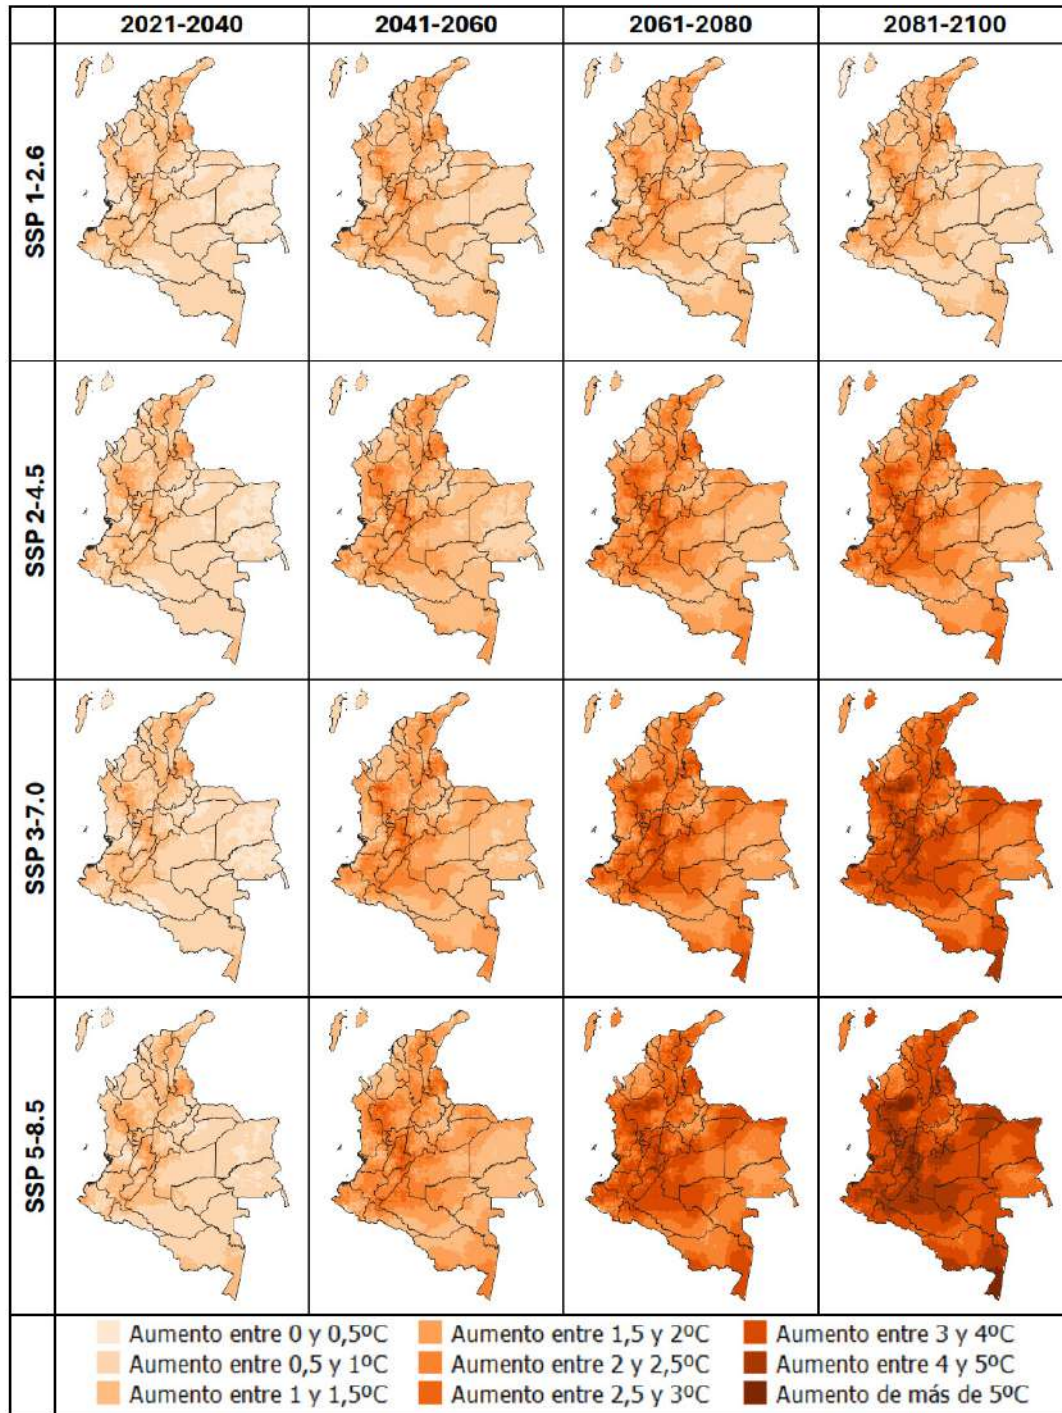 2021-2040 2041-2060 2061-2080 2081-2100
SSP 1-2.6
SSP 2-4.5
SSP 3-7.0
SSP 5-8.5
Aumento entre 0 y 0,5ºC Aumento entre 1,5 y 2ºC Aumento entre 3 y 4ºC
Aumento entre 0,5 y 1ºC Aumento entre 2 y 2,5ºC Aumento entre 4 y 5ºC
Aumento entre 1 y 1,5ºC Aumento entre 2,5 y 3ºC Aumento de más de 5ºC